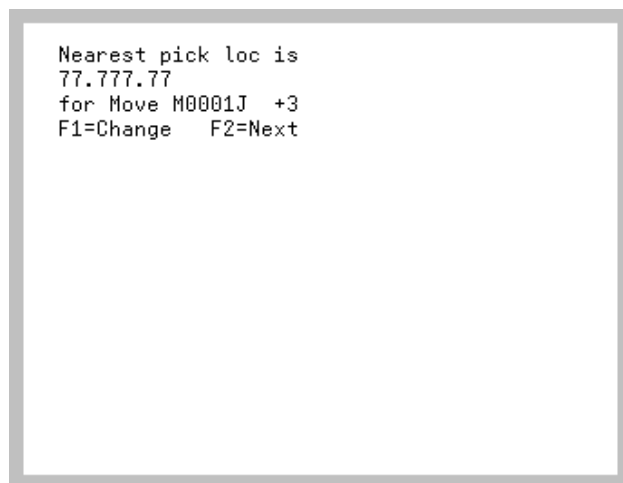 Nearest pick loc is
77.777.77
for Move M0001J  +3
F1=Change   F2=Next